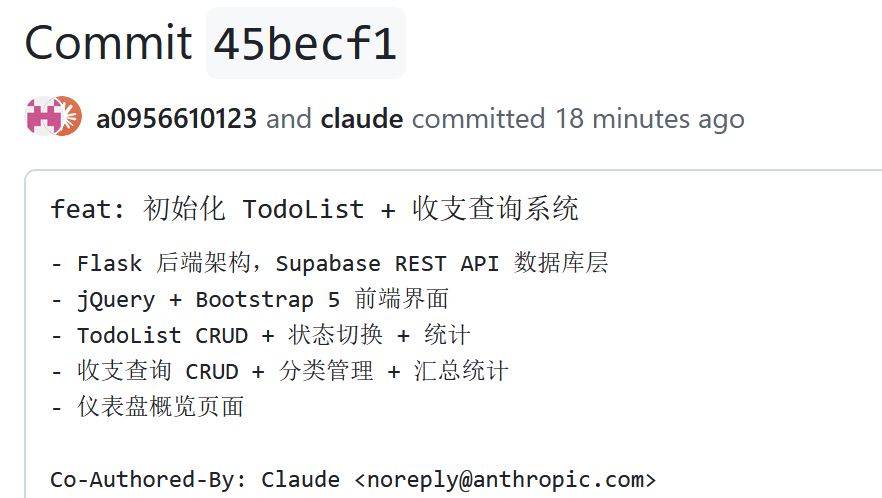 Commit 45becf1
a0956610123 and claude committed 18 minutes ago
feat: 初始化 TodoList + 收支查询系统
- Flask 后端架构，Supabase REST API 数据库层
- jQuery + Bootstrap 5 前端界面
- TodoList CRUD + 状态切换 + 统计
- 收支查询 CRUD + 分类管理 + 汇总统计
- 仪表盘概览页面
Co-Authored-By: Claude <noreply@anthropic.com>